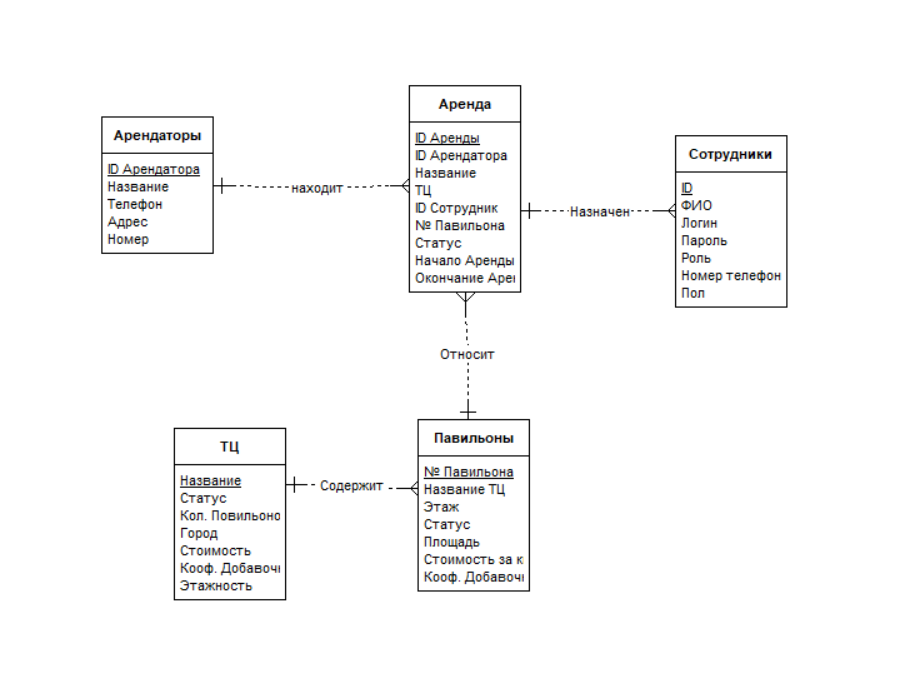 Арендаторы
ID Арендатора
Название
Телефон
Адрес
Номер
находит
Аренда
ID Аренды
ID Арендатора
Название
ТЦ
ID Сотрудник
№ Павильона
Статус
Начало Аренды
Окончание Арен
Назначен
Сотрудники
ID
ФИО
Логин
Пароль
Роль
Номер телефон
Пол
Относит
ТЦ
Название
Статус
Кол. Повильоно
Город
Стоимость
Кооф. Добавочн
Этажность
Содержит
Павильоны
№ Павильона
Название ТЦ
Этаж
Статус
Площадь
Стоимость за к
Кооф. Добавочн